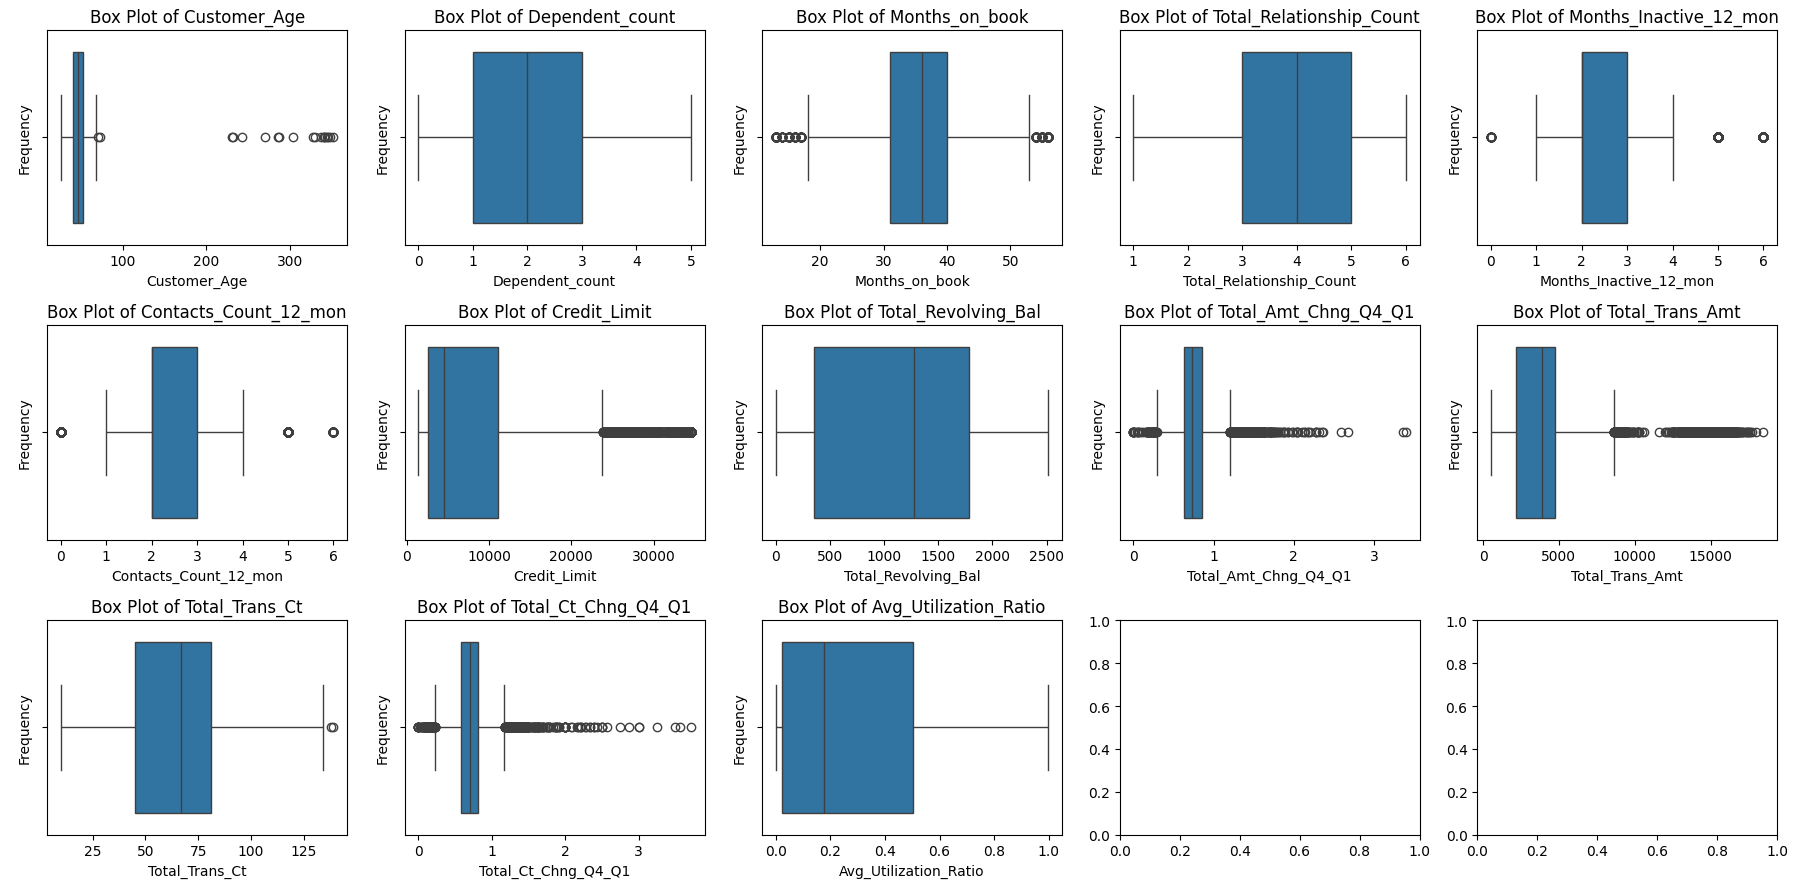 Box Plot of Customer_Age
Frequency
100 200 300
Customer_Age
Box Plot of Dependent_count
Frequency
0 1 2 3 4 5
Dependent_count
Box Plot of Months_on_book
Frequency
20 30 40 50
Months_on_book
Box Plot of Total_Relationship_Count
Frequency
1 2 3 4 5 6
Total_Relationship_Count
Box Plot of Months_Inactive_12_mon
Frequency
0 1 2 3 4 5 6
Months_Inactive_12_mon
Box Plot of Contacts_Count_12_mon
Frequency
0 1 2 3 4 5 6
Contacts_Count_12_mon
Box Plot of Credit_Limit
Frequency
0 10000 20000 30000
Credit_Limit
Box Plot of Total_Revolving_Bal
Frequency
0 500 1000 1500 2000 2500
Total_Revolving_Bal
Box Plot of Total_Amt_Chng_Q4_Q1
Frequency
0 1 2 3
Total_Amt_Chng_Q4_Q1
Box Plot of Total_Trans_Amt
Frequency
0 5000 10000 15000
Total_Trans_Amt
Box Plot of Total_Trans_Ct
Frequency
25 50 75 100 125
Total_Trans_Ct
Box Plot of Total_Ct_Chng_Q4_Q1
Frequency
0 1 2 3
Total_Ct_Chng_Q4_Q1
Box Plot of Avg_Utilization_Ratio
Frequency
0.0 0.2 0.4 0.6 0.8 1.0
Avg_Utilization_Ratio
1.0
0.8
0.6
0.4
0.2
0.0
0.0 0.2 0.4 0.6 0.8 1.0
1.0
0.8
0.6
0.4
0.2
0.0
0.0 0.2 0.4 0.6 0.8 1.0